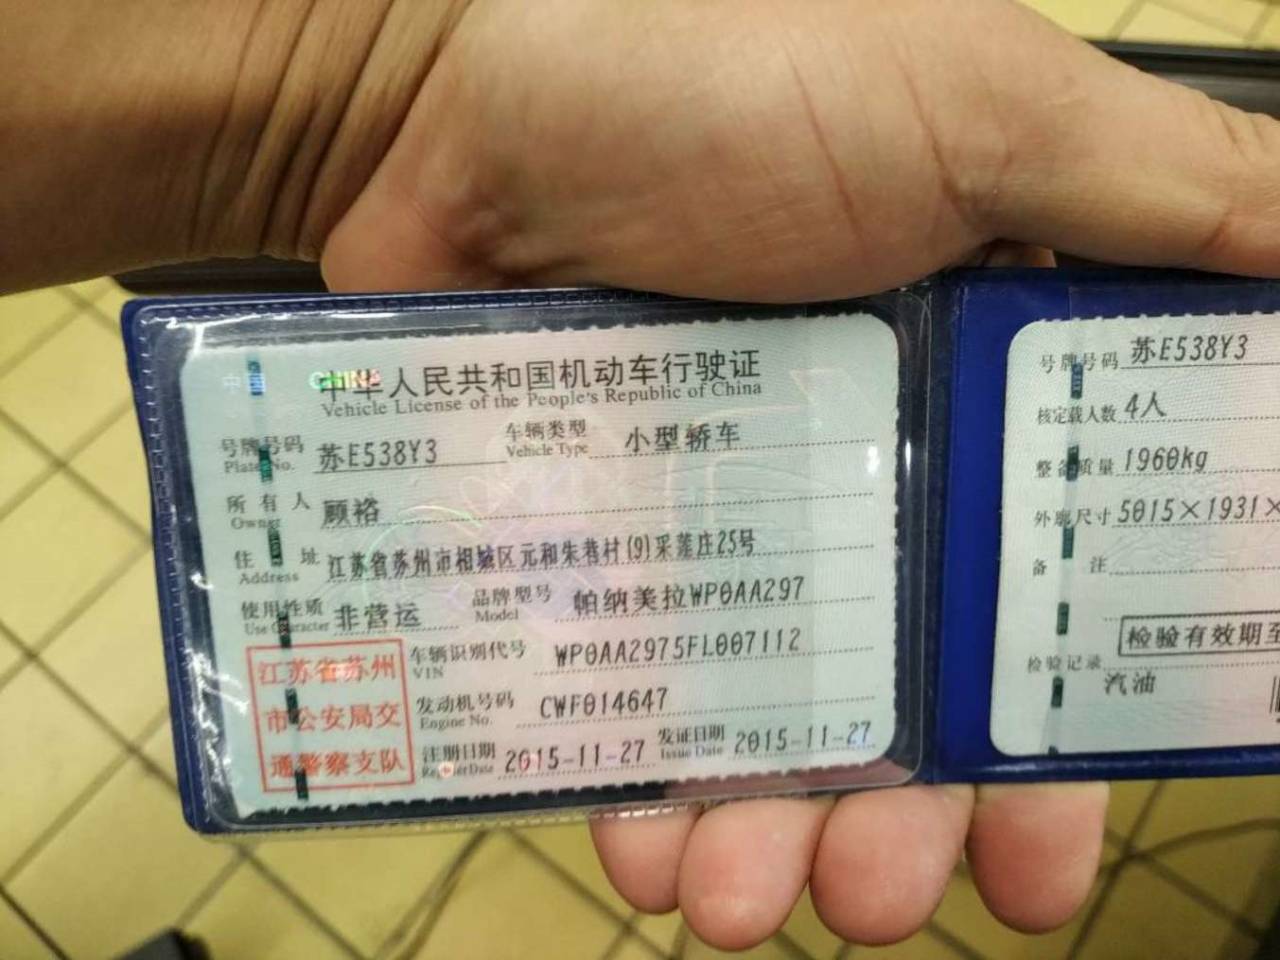 中国 CHINA
中华人民共和国机动车行驶证
Vehicle License of the People's Republic of China
号牌号码 苏E538Y3 车辆类型 小型轿车
Plate No. Vehicle Type
所有人 顾裕
Owner
住址 江苏省苏州市相城区元和朱巷村(9)采莲庄25号
Address
使用性质 非营运 品牌型号 帕纳美拉WP0AA297
Use Character Model
江苏省苏州
市公安局交
通警察支队
车辆识别代号 WP0AA2975FL007112
VIN
发动机号码 CWF014647
Engine No.
注册日期 2015-11-27 发证日期 2015-11-27
Register Date Issue Date
号牌号码 苏E538Y3
核定载人数 4人
整备质量 1960kg
外廓尺寸 5015×1931×
备注
检验有效期至
检验记录
汽油